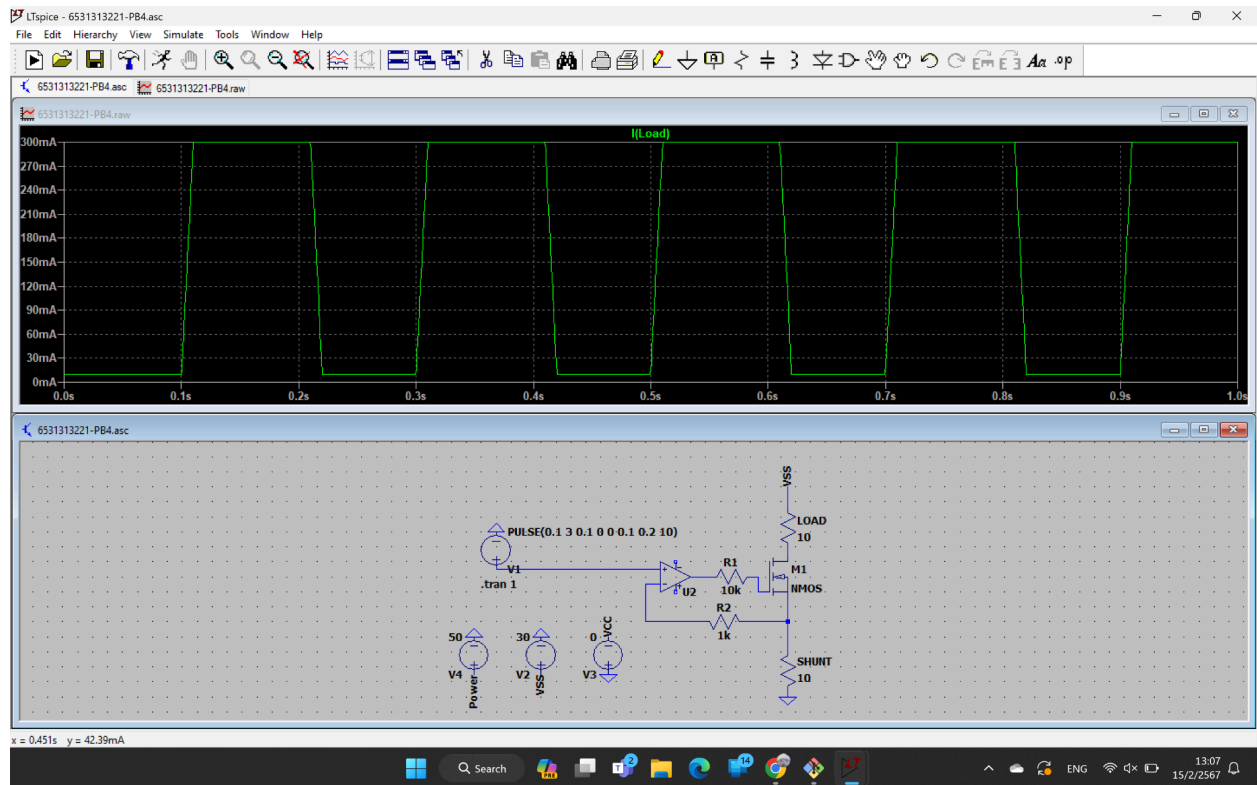 LTspice - 6531313221-PB4.asc
File Edit Hierarchy View Simulate Tools Window Help
Aa .op
6531313221-PB4.asc 6531313221-PB4.raw
6531313221-PB4.raw
I(Load)
300mA
270mA
240mA
210mA
180mA
150mA
120mA
90mA
60mA
30mA
0mA
0.0s 0.1s 0.2s 0.3s 0.4s 0.5s 0.6s 0.7s 0.8s 0.9s 1.0s
6531313221-PB4.asc
VSS
LOAD
10
PULSE(0.1 3 0.1 0 0 0.1 0.2 10)
V1
.tran 1
U2
R1
10k
M1
NMOS
R2
1k
SHUNT
10
50
V4
Power
30
V2
VSS
0
V3
VCC
x = 0.451s y = 42.39mA
Search
PRE
2
14
ENG
13:07
15/2/2567